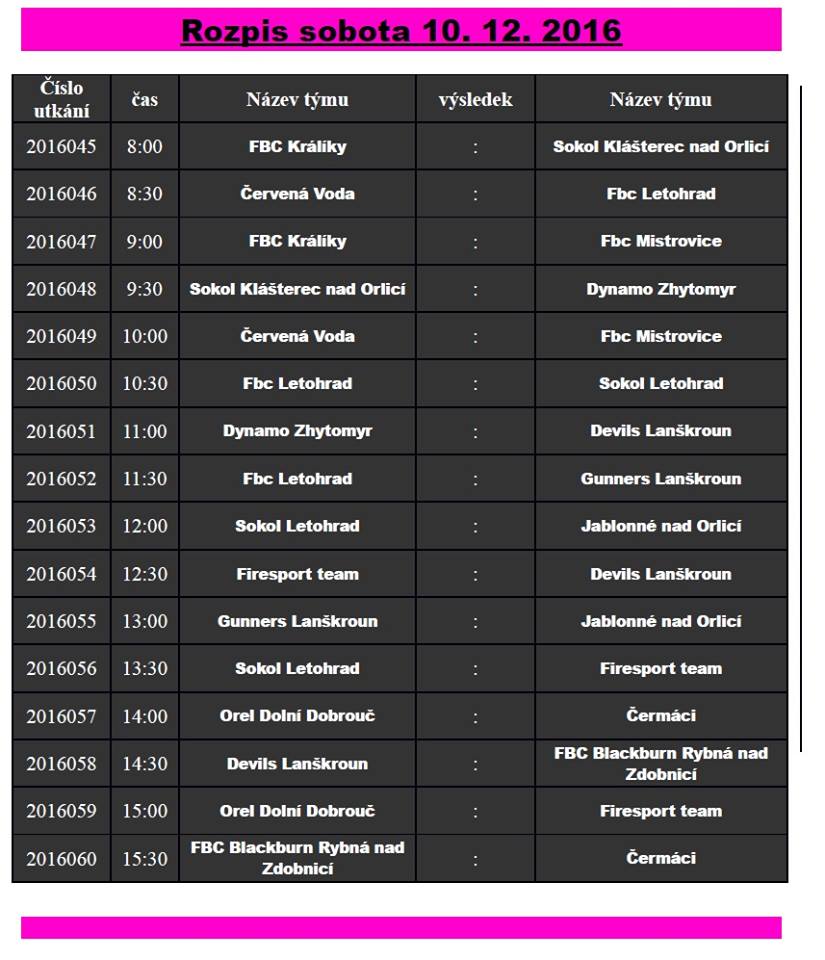 Rozpis sobota 10. 12. 2016
Číslo utkání čas Název týmu výsledek Název týmu
2016045 8:00 FBC Králíky : Sokol Klášterec nad Orlicí
2016046 8:30 Červená Voda : Fbc Letohrad
2016047 9:00 FBC Králíky : Fbc Mistrovice
2016048 9:30 Sokol Klášterec nad Orlicí : Dynamo Zhytomyr
2016049 10:00 Červená Voda : Fbc Mistrovice
2016050 10:30 Fbc Letohrad : Sokol Letohrad
2016051 11:00 Dynamo Zhytomyr : Devils Lanškroun
2016052 11:30 Fbc Letohrad : Gunners Lanškroun
2016053 12:00 Sokol Letohrad : Jablonné nad Orlicí
2016054 12:30 Firesport team : Devils Lanškroun
2016055 13:00 Gunners Lanškroun : Jablonné nad Orlicí
2016056 13:30 Sokol Letohrad : Firesport team
2016057 14:00 Orel Dolní Dobrouč : Čermáci
2016058 14:30 Devils Lanškroun : FBC Blackburn Rybná nad Zdobnicí
2016059 15:00 Orel Dolní Dobrouč : Firesport team
2016060 15:30 FBC Blackburn Rybná nad Zdobnicí : Čermáci